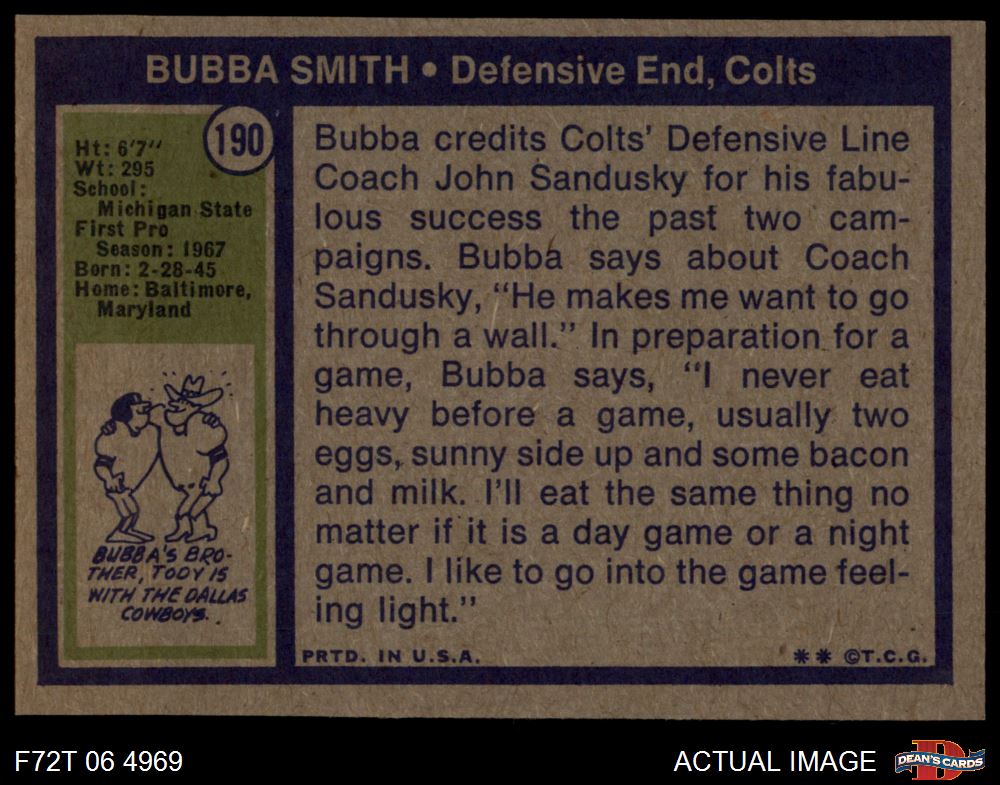 BUBBA SMITH • Defensive End, Colts
190
Ht: 6'7"
Wt: 295
School:
Michigan State
First Pro
Season: 1967
Born: 2-28-45
Home: Baltimore,
Maryland
BUBBA'S BRO-
THER, TODY IS
WITH THE DALLAS
COWBOYS.
Bubba credits Colts' Defensive Line
Coach John Sandusky for his fabu-
lous success the past two cam-
paigns. Bubba says about Coach
Sandusky, "He makes me want to go
through a wall." In preparation for a
game, Bubba says, "I never eat
heavy before a game, usually two
eggs, sunny side up and some bacon
and milk. I'll eat the same thing no
matter if it is a day game or a night
game. I like to go into the game feel-
ing light."
PRTD. IN U.S.A.
** ©T.C.G.
F72T 06 4969
ACTUAL IMAGE
DEAN'S CARDS